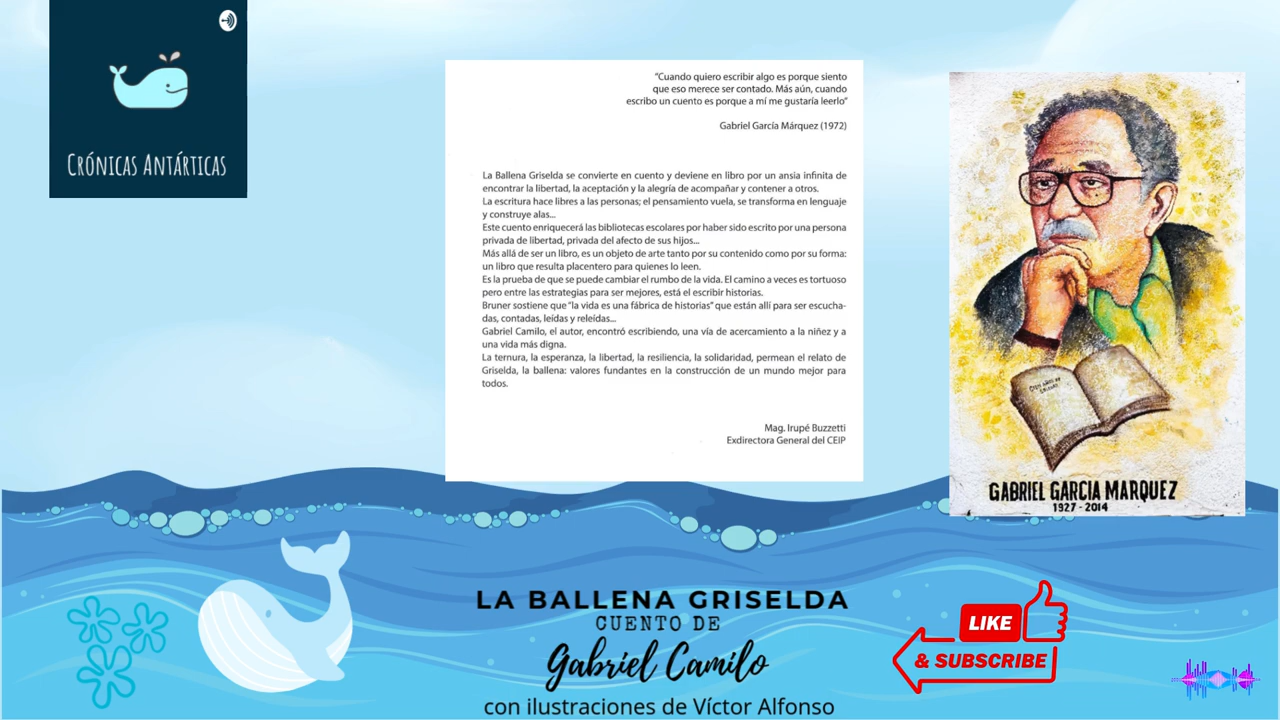 CRÓNICAS ANTÁRTICAS
"Cuando quiero escribir algo es porque siento
que eso merece ser contado. Más aún, cuando
escribo un cuento es porque a mí me gustaría leerlo"
Gabriel García Márquez (1972)
La Ballena Griselda se convierte en cuento y deviene en libro por un ansia infinita de
encontrar la libertad, la aceptación y la alegría de acompañar y contener a otros.
La escritura hace libres a las personas; el pensamiento vuela, se transforma en lenguaje
y construye alas...
Este cuento enriquecerá las bibliotecas escolares por haber sido escrito por una persona
privada de libertad, privada del afecto de sus hijos...
Más allá de ser un libro, es un objeto de arte tanto por su contenido como por su forma:
un libro que resulta placentero para quienes lo leen.
Es la prueba de que se puede cambiar el rumbo de la vida. El camino a veces es tortuoso
pero entre las estrategias para ser mejores, está el escribir historias.
Bruner sostiene que "la vida es una fábrica de historias" que están allí para ser escucha-
das, contadas, leídas y releídas...
Gabriel Camilo, el autor, encontró escribiendo, una vía de acercamiento a la niñez y a
una vida más digna.
La ternura, la esperanza, la libertad, la resiliencia, la solidaridad, permean el relato de
Griselda, la ballena: valores fundantes en la construcción de un mundo mejor para
todos.
Mag. Irupé Buzzetti
Exdirectora General del CEIP
GABRIEL GARCIA MARQUEZ
1927 - 2014
LA BALLENA GRISELDA
CUENTO DE
Gabriel Camilo
con ilustraciones de Víctor Alfonso
LIKE
& SUBSCRIBE